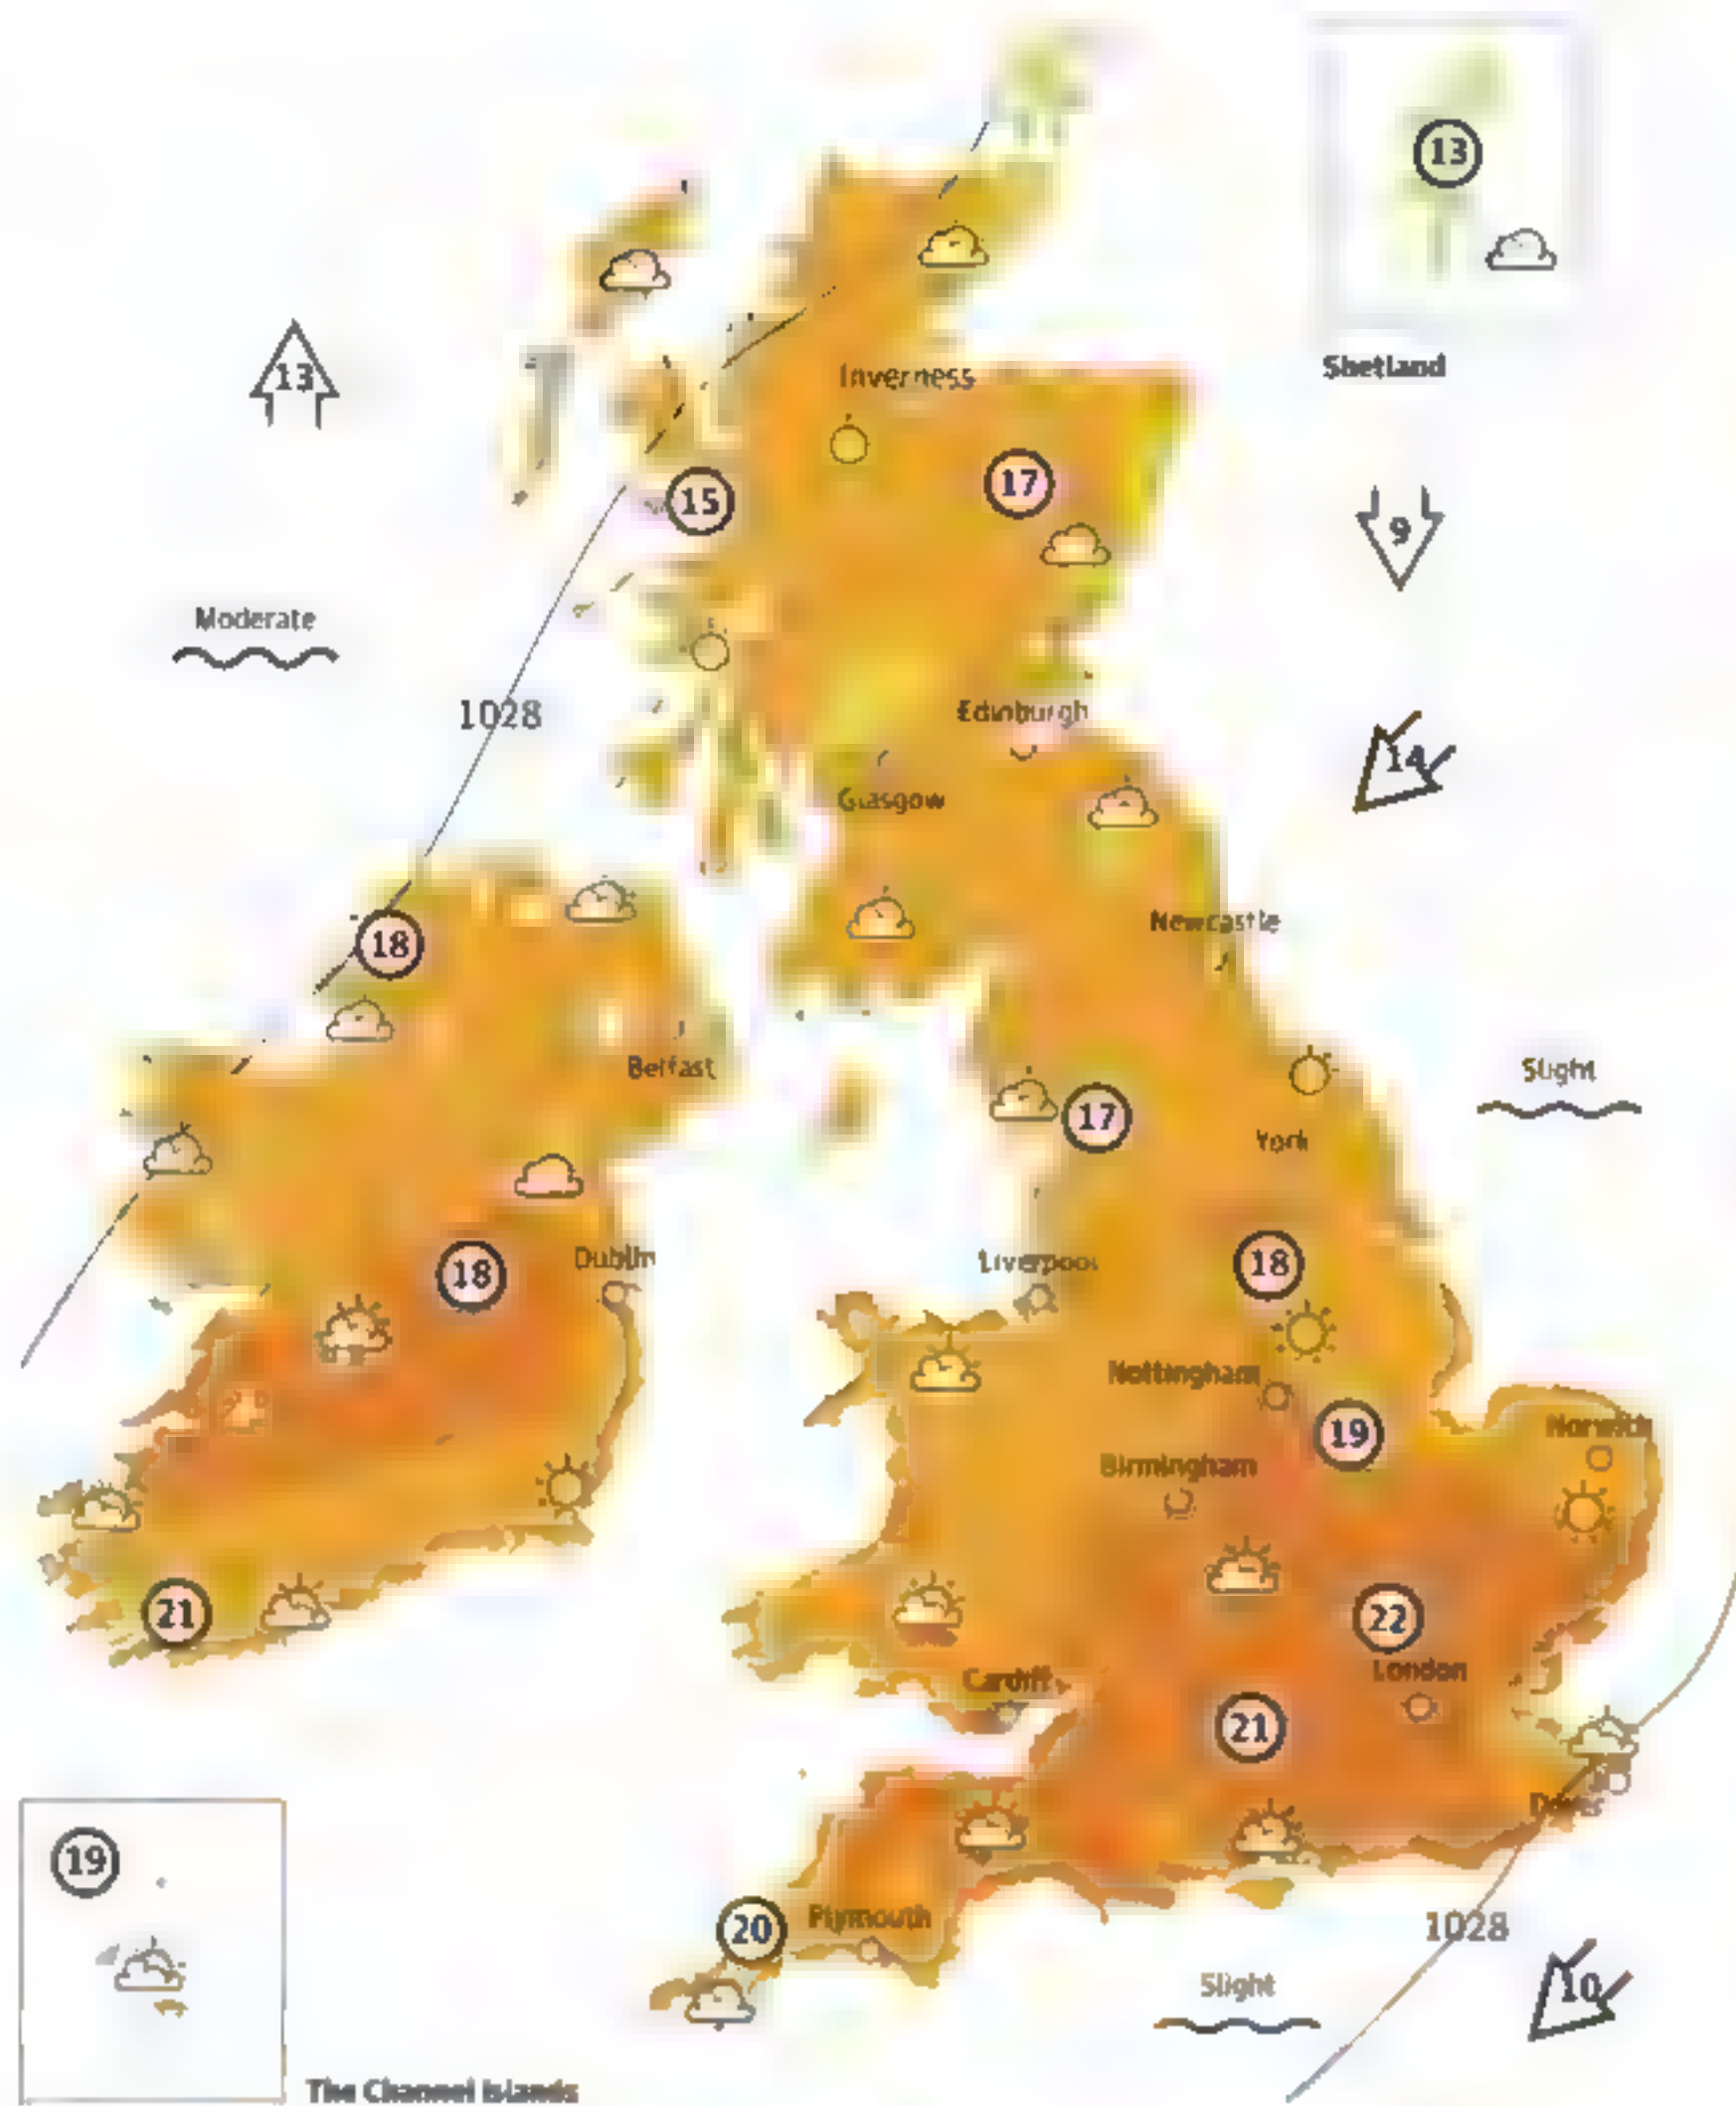 13
Shetland
Inverness
13
17
15
9
Moderate
1028
Edinburgh
14
Glasgow
Newcastle
18
Belfast
Slight
17
York
Dublin
Liverpool
18
18
Nottingham
19
Norwich
Birmingham
21
22
Cardiff
London
21
Dover
19
20
Plymouth
1028
Slight
10
The Channel Islands